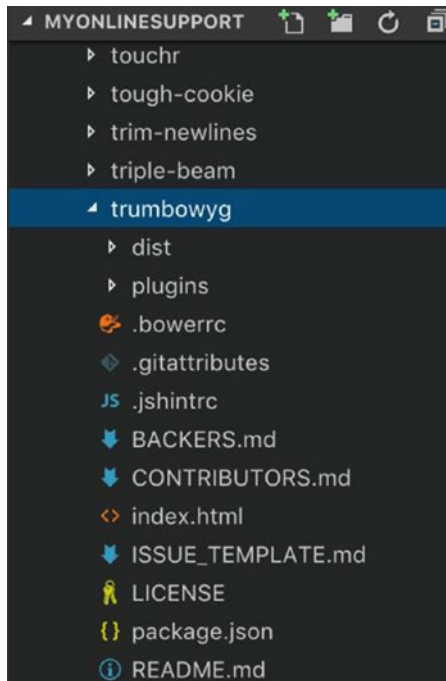 MYONLINESUPPORT
touchr
tough-cookie
trim-newlines
triple-beam
trumbowyg
dist
plugins
.bowerrc
.gitattributes
JS .jshintrc
BACKERS.md
CONTRIBUTORS.md
index.html
ISSUE_TEMPLATE.md
LICENSE
{} package.json
README.md